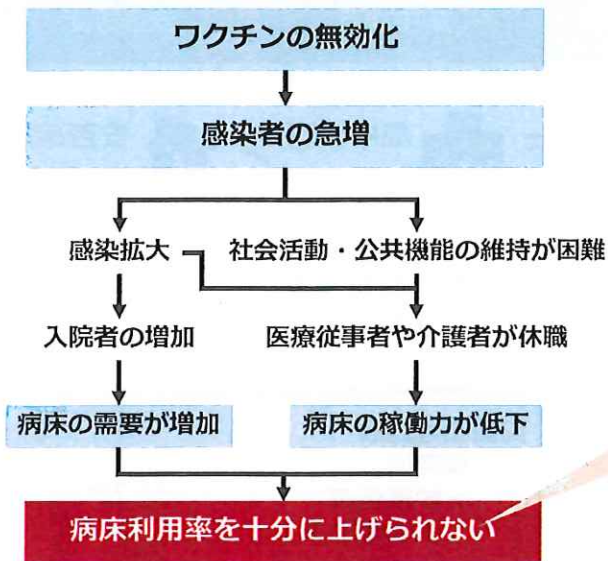 ワクチンの無効化
感染者の急増
感染拡大
社会活動・公共機能の維持が困難
入院者の増加
医療従事者や介護者が休職
病床の需要が増加
病床の稼働力が低下
病床利用率を十分に上げられない